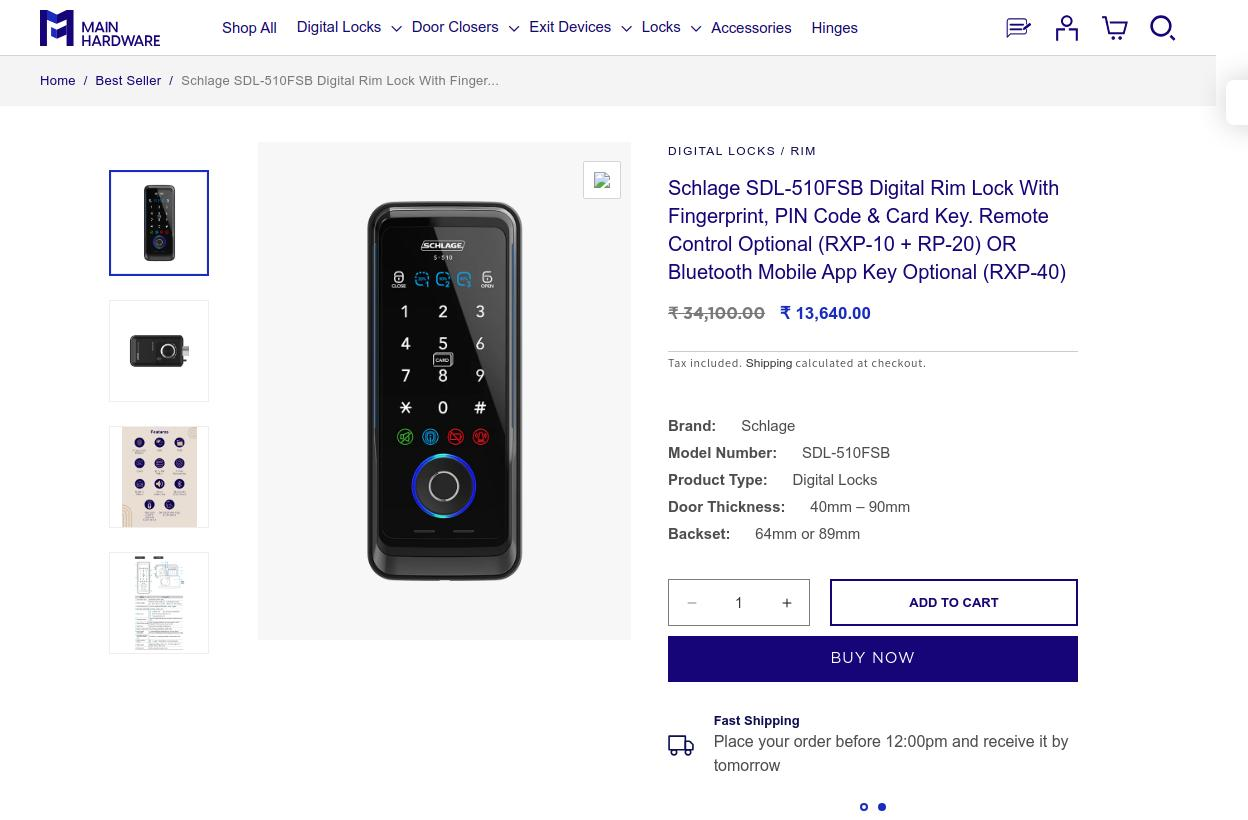 MAIN
HARDWARE
Shop All
Digital Locks
Door Closers
Exit Devices
Locks
Accessories
Hinges
Home / Best Seller / Schlage SDL-510FSB Digital Rim Lock With Finger...
SCHLAGE
S-510
CLOSE
1
2
3
OPEN
1 2 3
4 5 6
CARD
7 8 9
* 0 #
Features
DIGITAL LOCKS / RIM
Schlage SDL-510FSB Digital Rim Lock With
Fingerprint, PIN Code & Card Key. Remote
Control Optional (RXP-10 + RP-20) OR
Bluetooth Mobile App Key Optional (RXP-40)
₹ 34,100.00 ₹ 13,640.00
Tax included. Shipping calculated at checkout.
Brand: Schlage
Model Number: SDL-510FSB
Product Type: Digital Locks
Door Thickness: 40mm – 90mm
Backset: 64mm or 89mm
− 1 +
ADD TO CART
BUY NOW
Fast Shipping
Place your order before 12:00pm and receive it by
tomorrow